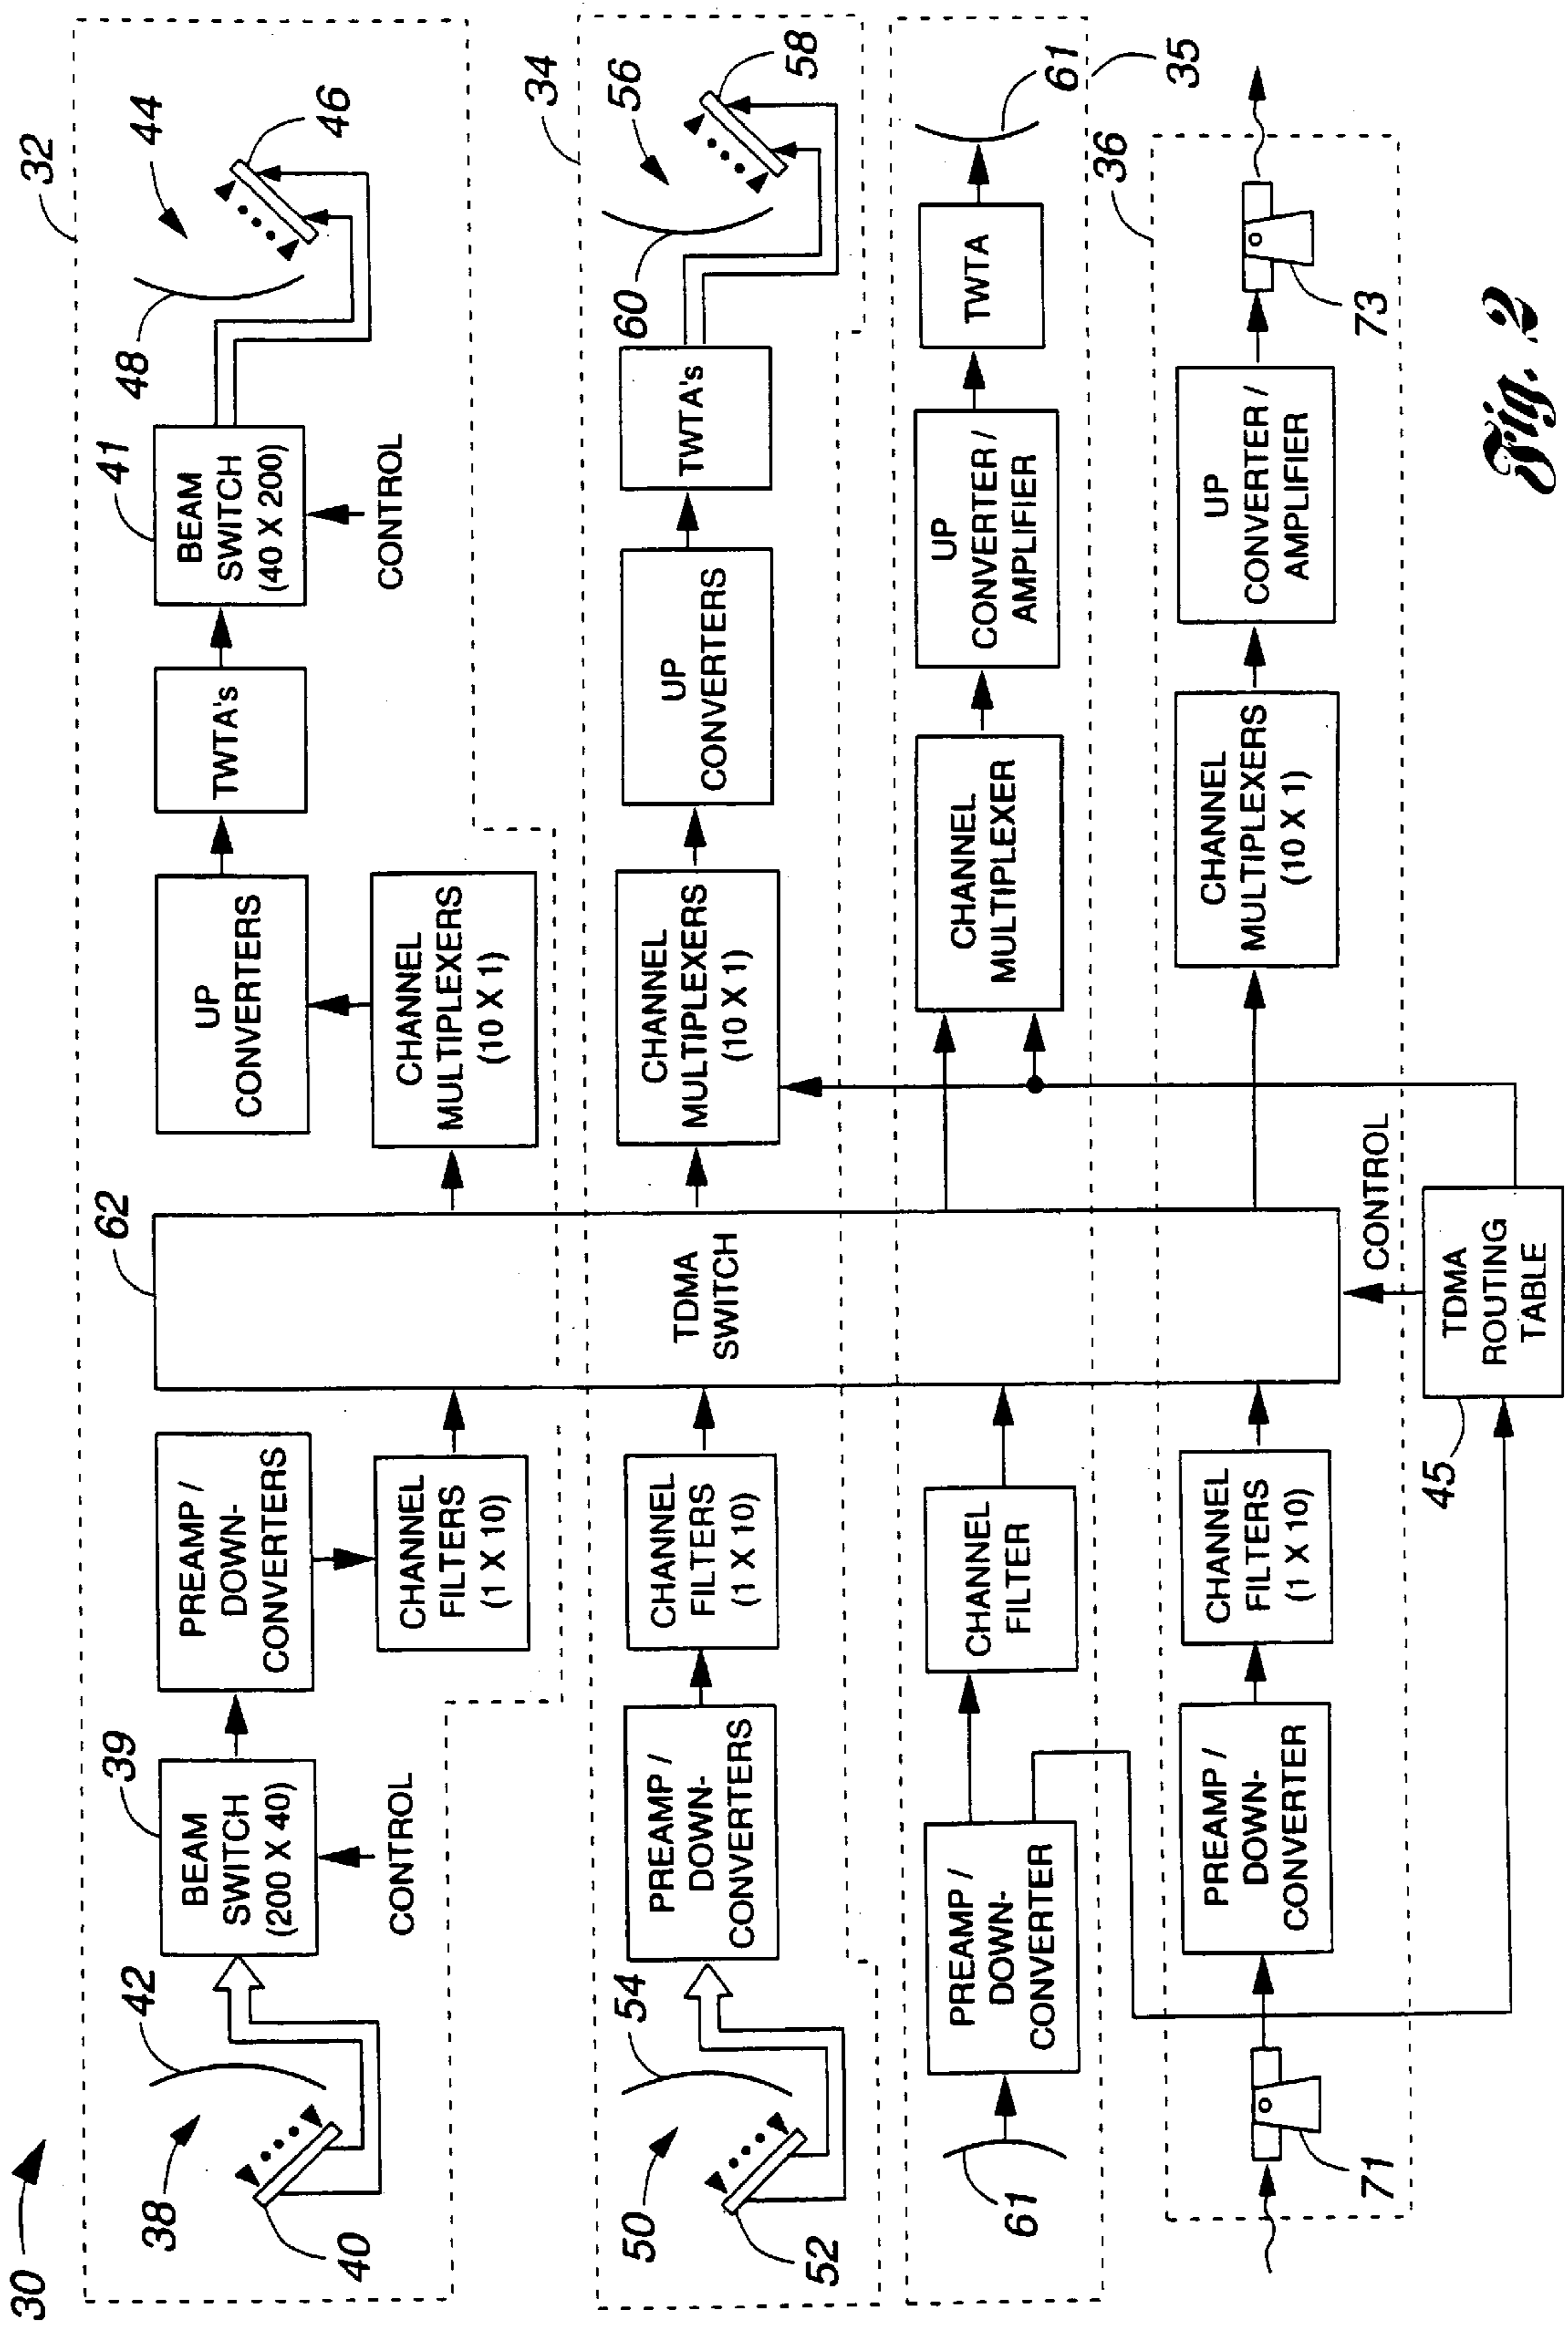 30
32
38
40
42
39
BEAM
SWITCH
(200 X 40)
CONTROL
PREAMP /
DOWN-
CONVERTERS
CHANNEL
FILTERS
(1 X 10)
62
TDMA
SWITCH
CHANNEL
MULTIPLEXERS
(10 X 1)
UP
CONVERTERS
TWTA's
41
BEAM
SWITCH
(40 X 200)
CONTROL
48
44
46
34
50
52
54
PREAMP /
DOWN-
CONVERTERS
CHANNEL
FILTERS
(1 X 10)
CHANNEL
MULTIPLEXERS
(10 X 1)
UP
CONVERTERS
TWTA's
60
56
58
61
PREAMP /
DOWN-
CONVERTER
CHANNEL
FILTER
CHANNEL
MULTIPLEXER
UP
CONVERTER /
AMPLIFIER
TWTA
61
35
36
71
PREAMP /
DOWN-
CONVERTER
CHANNEL
FILTERS
(1 X 10)
CHANNEL
MULTIPLEXERS
(10 X 1)
UP
CONVERTER /
AMPLIFIER
73
CONTROL
45
TDMA
ROUTING
TABLE
Fig. 2